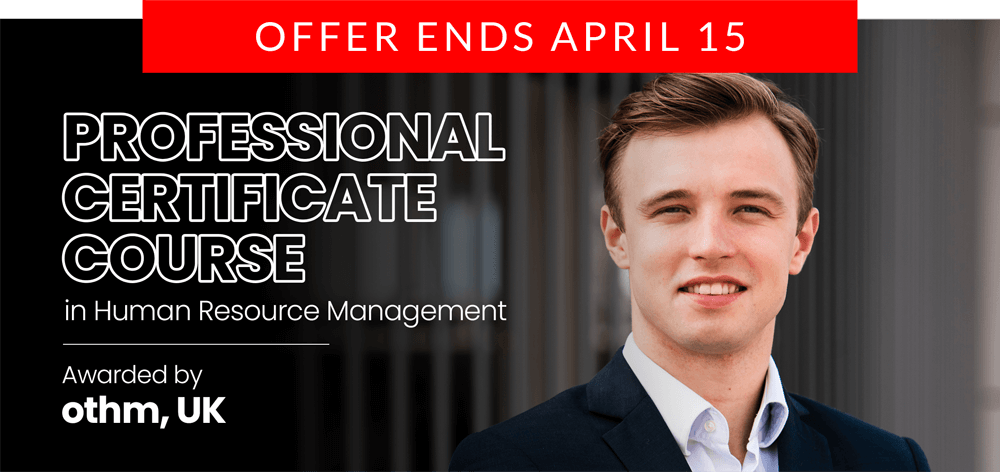 OFFER ENDS APRIL 15
PROFESSIONAL
CERTIFICATE
COURSE
in Human Resource Management
Awarded by
othm, UK